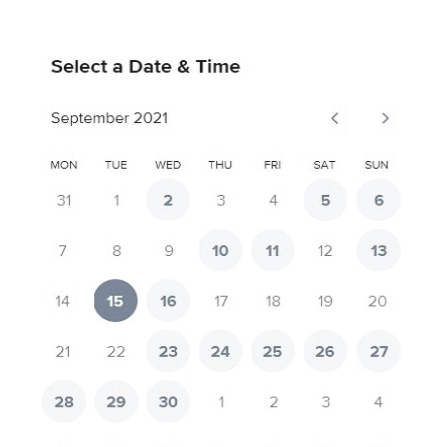 Select a Date & Time
September 2021
MON TUE WED THU FRI SAT SUN
31 1 2 3 4 5 6
7 8 9 10 11 12 13
14 15 16 17 18 19 20
21 22 23 24 25 26 27
28 29 30 1 2 3 4